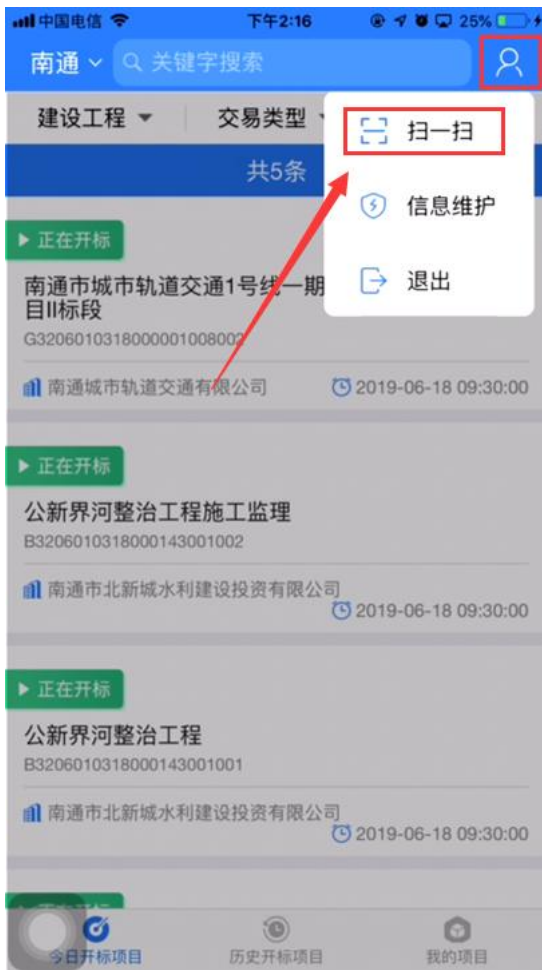 中国电信 下午2:16 25%
南通 关键字搜索
建设工程 交易类型
扫一扫
共5条
信息维护
正在开标
退出
南通市城市轨道交通1号线一期
目II标段
G3206010318000001008002
南通城市轨道交通有限公司 2019-06-18 09:30:00
正在开标
公新界河整治工程施工监理
B3206010318000143001002
南通市北新城水利建设投资有限公司
2019-06-18 09:30:00
正在开标
公新界河整治工程
B3206010318000143001001
南通市北新城水利建设投资有限公司
2019-06-18 09:30:00
今日开标项目 历史开标项目 我的项目